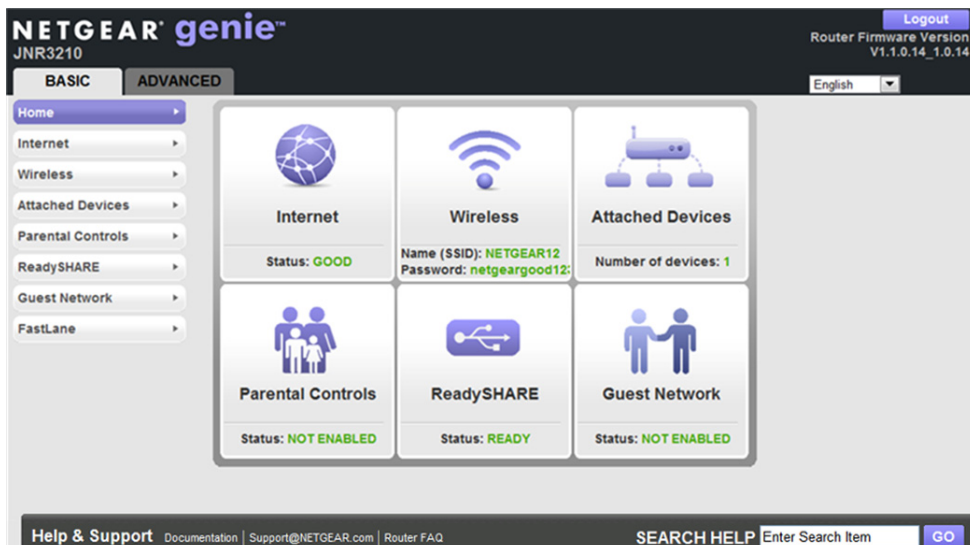 NETGEAR® genie™
JNR3210
Logout
Router Firmware Version
V1.1.0.14_1.0.14
BASIC
ADVANCED
English
Home
Internet
Wireless
Attached Devices
Parental Controls
ReadySHARE
Guest Network
FastLane
Internet
Status: GOOD
Wireless
Name (SSID): NETGEAR12
Password: netgeargood12
Attached Devices
Number of devices: 1
Parental Controls
Status: NOT ENABLED
ReadySHARE
Status: READY
Guest Network
Status: NOT ENABLED
Help & Support Documentation | Support@NETGEAR.com | Router FAQ
SEARCH HELP Enter Search Item GO